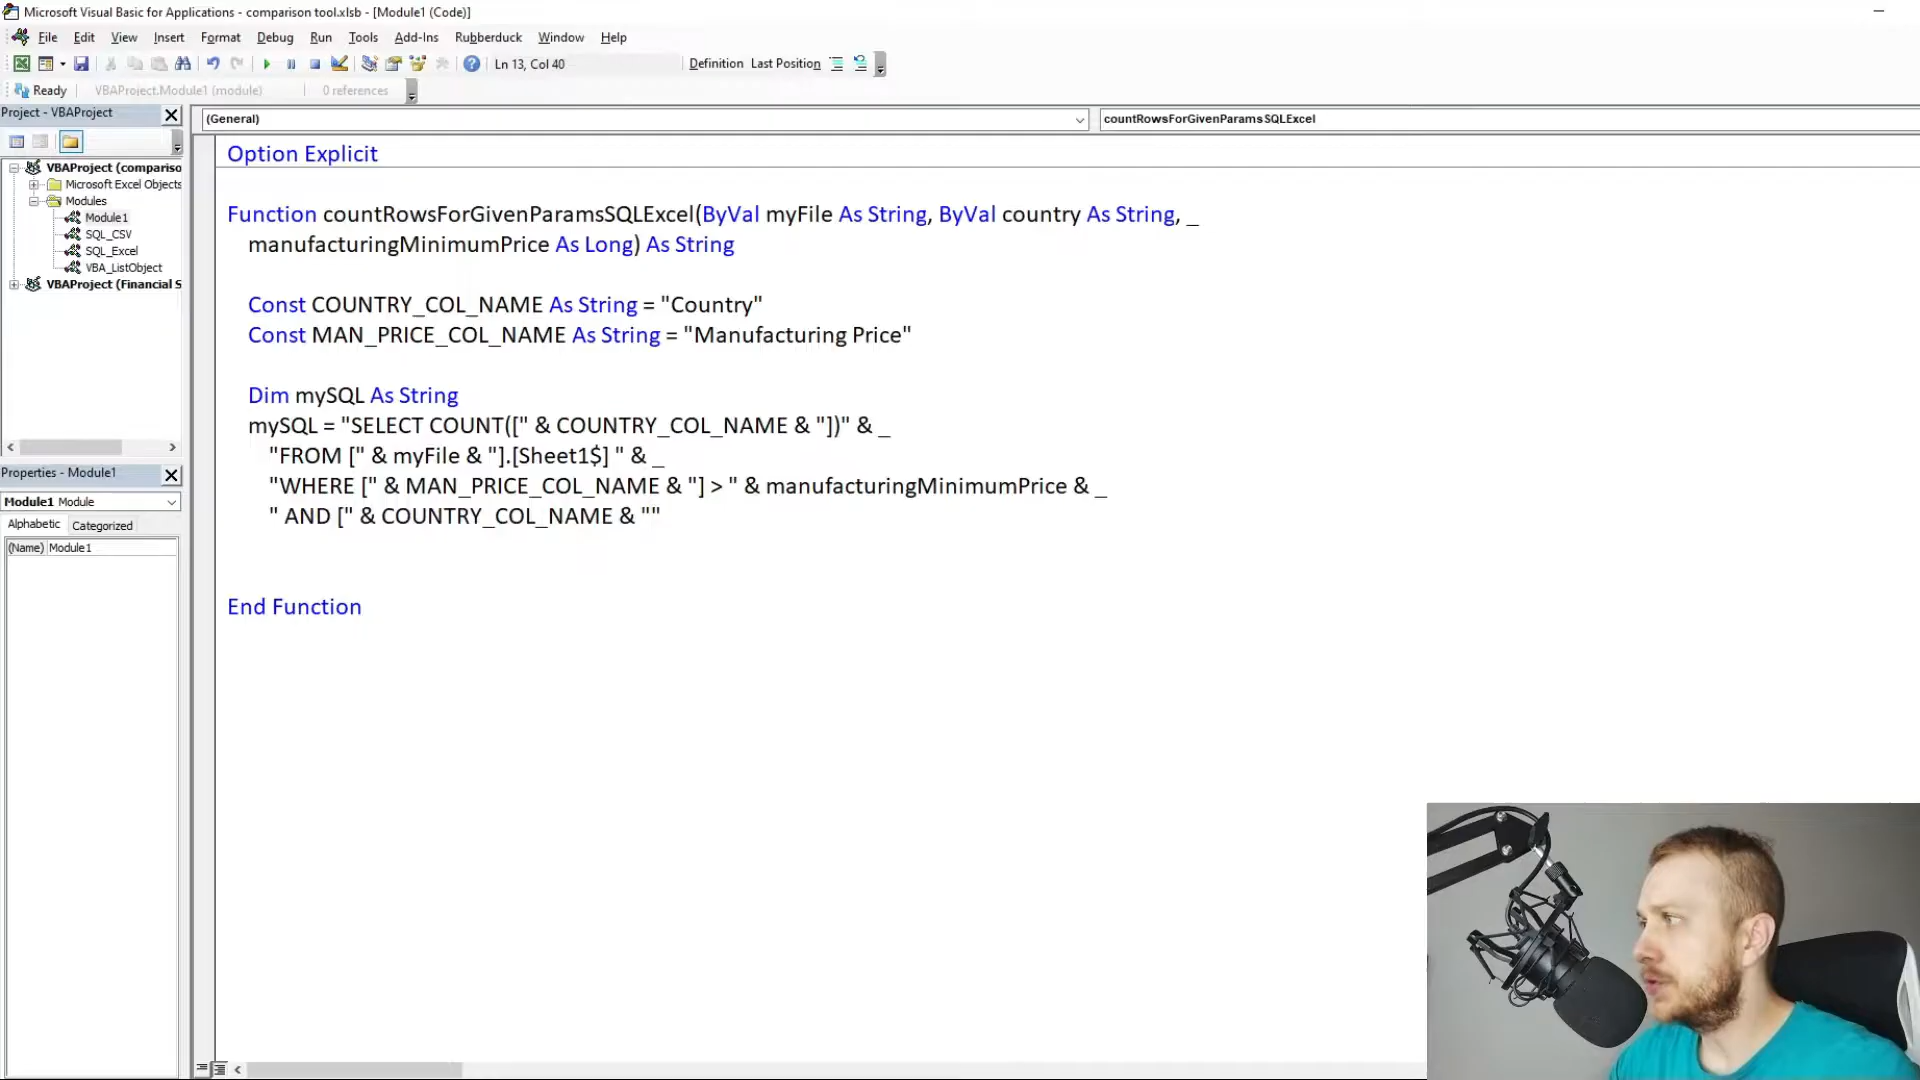 Microsoft Visual Basic for Applications - comparison tool.xlsb - [Module1 (Code)]
File Edit View Insert Format Debug Run Tools Add-Ins Rubberduck Window Help
Ln 13, Col 40 Definition Last Position
Ready VBAProject.Module1 (module) 0 references
Project - VBAProject
(General) countRowsForGivenParamsSQLExcel
VBAProject (compariso
Microsoft Excel Objects
Modules
Module1
SQL_CSV
SQL_Excel
VBA_ListObject
VBAProject (Financial S
Properties - Module1
Module1 Module
Alphabetic Categorized
(Name) Module1
Option Explicit
Function countRowsForGivenParamsSQLExcel(ByVal myFile As String, ByVal country As String, _
manufacturingMinimumPrice As Long) As String
Const COUNTRY_COL_NAME As String = "Country"
Const MAN_PRICE_COL_NAME As String = "Manufacturing Price"
Dim mySQL As String
mySQL = "SELECT COUNT([" & COUNTRY_COL_NAME & "])" & _
"FROM [" & myFile & "].[Sheet1$] " & _
"WHERE [" & MAN_PRICE_COL_NAME & "] > " & manufacturingMinimumPrice & _
" AND [" & COUNTRY_COL_NAME & ""
End Function